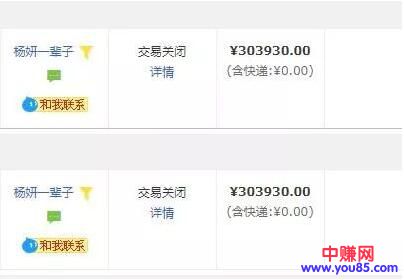 杨妍一辈子
和我联系
交易关闭
详情
¥303930.00
(含快递:¥0.00)
杨妍一辈子
和我联系
交易关闭
详情
¥303930.00
(含快递:¥0.00)
中赚网
www.you85.com